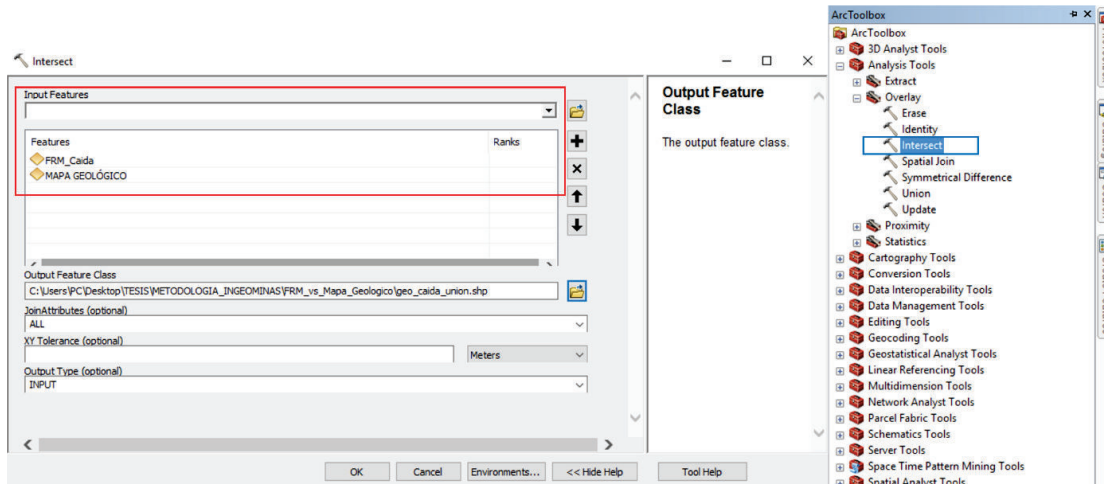 Intersect
Input Features
Features Ranks
FRM_Caida
MAPA GEOLÓGICO
Output Feature Class
C:\Users\PC\Desktop\TESIS\METODOLOGIA_INGEOMINAS\FRM_vs_Mapa_Geologico\geo_caida_union.shp
JoinAttributes (optional)
ALL
XY Tolerance (optional)
Meters
Output Type (optional)
INPUT
OK Cancel Environments... << Hide Help Tool Help
Output Feature
Class
The output feature class.
ArcToolbox
ArcToolbox
3D Analyst Tools
Analysis Tools
Extract
Overlay
Erase
Identity
Intersect
Spatial Join
Symmetrical Difference
Union
Update
Proximity
Statistics
Cartography Tools
Conversion Tools
Data Interoperability Tools
Data Management Tools
Editing Tools
Geocoding Tools
Geostatistical Analyst Tools
Linear Referencing Tools
Multidimension Tools
Network Analyst Tools
Parcel Fabric Tools
Schematics Tools
Server Tools
Space Time Pattern Mining Tools
Spatial Analyst Tools